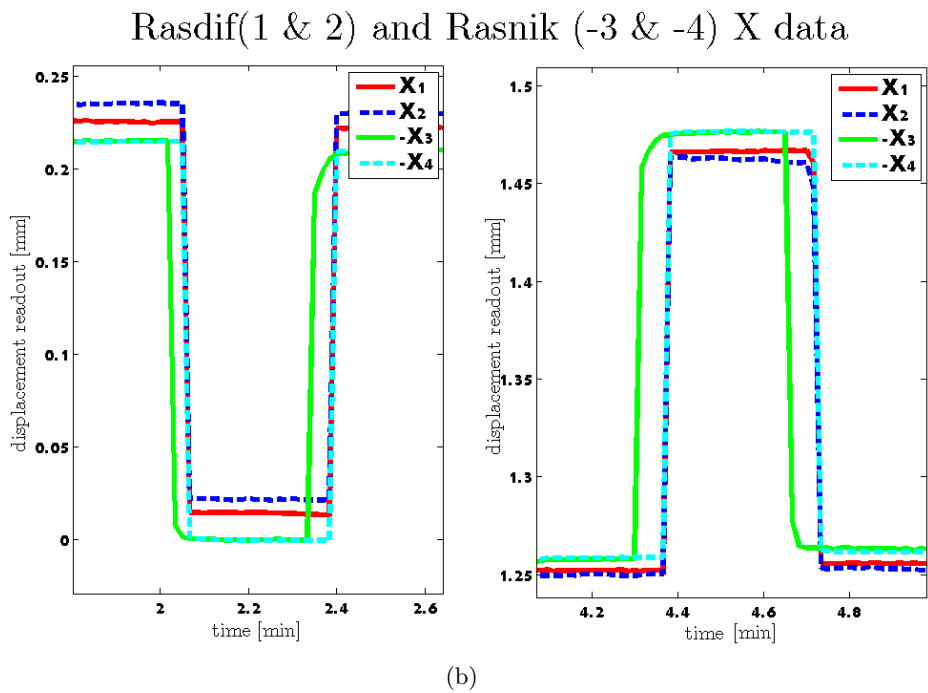 Rasdif(1 & 2) and Rasnik (-3 & -4) X data
displacement readout [mm]
0.25
0.2
0.15
0.1
0.05
0
2
2.2
2.4
2.6
time [min]
X1
X2
-X3
-X4
displacement readout [mm]
1.5
1.45
1.4
1.35
1.3
1.25
4.2
4.4
4.6
4.8
time [min]
X1
X2
-X3
-X4
(b)